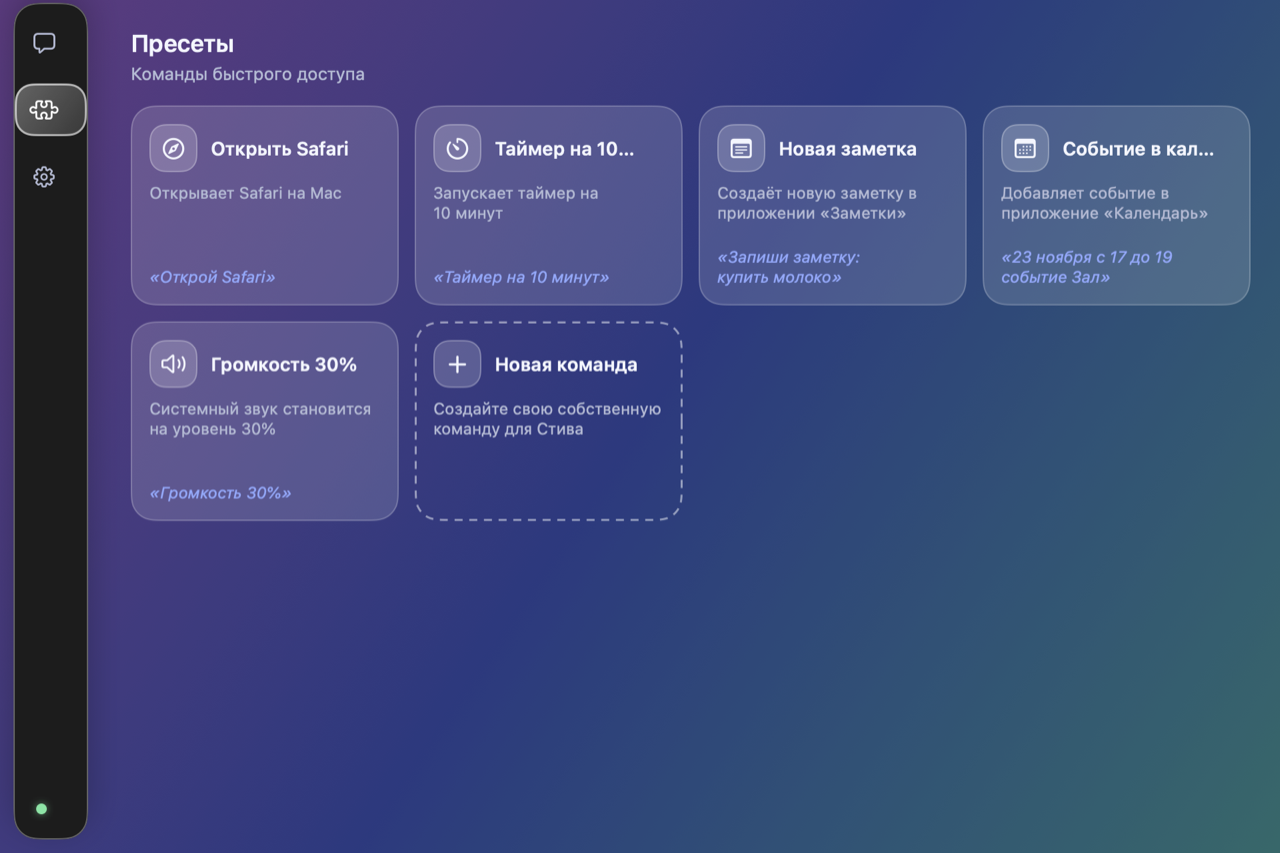 Пресеты
Команды быстрого доступа
Открыть Safari
Открывает Safari на Mac
«Открой Safari»
Таймер на 10...
Запускает таймер на
10 минут
«Таймер на 10 минут»
Новая заметка
Создаёт новую заметку в
приложении «Заметки»
«Запиши заметку:
купить молоко»
Событие в кал...
Добавляет событие в
приложение «Календарь»
«23 ноября с 17 до 19
событие Зал»
Громкость 30%
Системный звук становится
на уровень 30%
«Громкость 30%»
Новая команда
Создайте свою собственную
команду для Стива